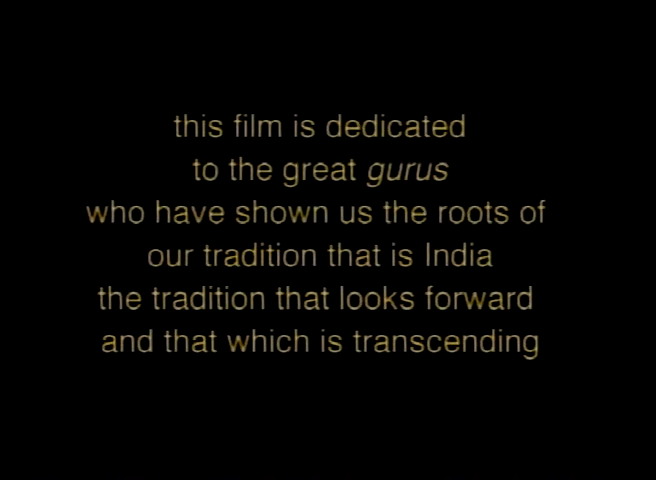 this film is dedicated
to the great gurus
who have shown us the roots of
our tradition that is India
the tradition that looks forward
and that which is transcending